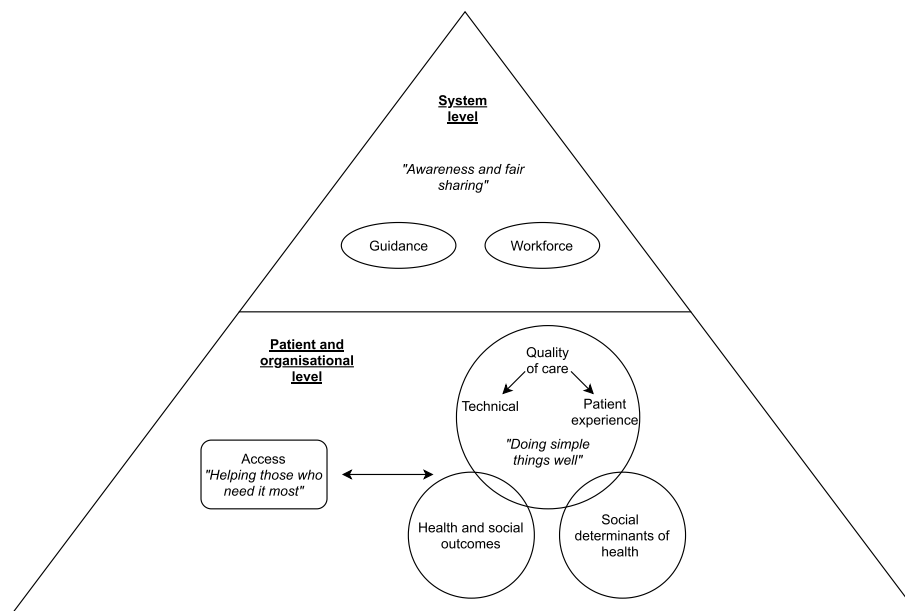 System
level
"Awareness and fair
sharing"
Guidance
Workforce
Patient and
organisational
level
Quality
of care
Technical
Patient
experience
"Doing simple
things well"
Access
"Helping those who
need it most"
Health and social
outcomes
Social
determinants of
health